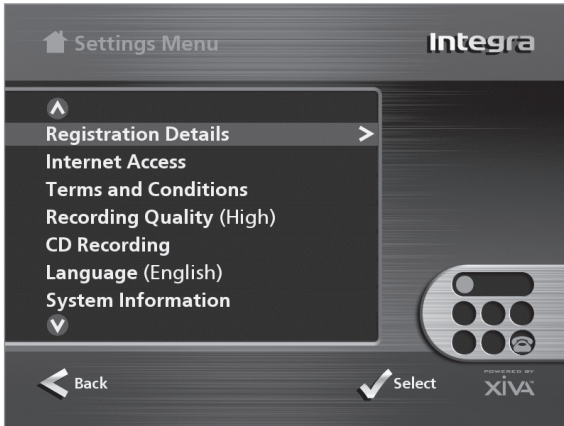 Settings Menu
Integra
Registration Details
Internet Access
Terms and Conditions
Recording Quality (High)
CD Recording
Language (English)
System Information
Back
Select
POWERED BY
XiVA